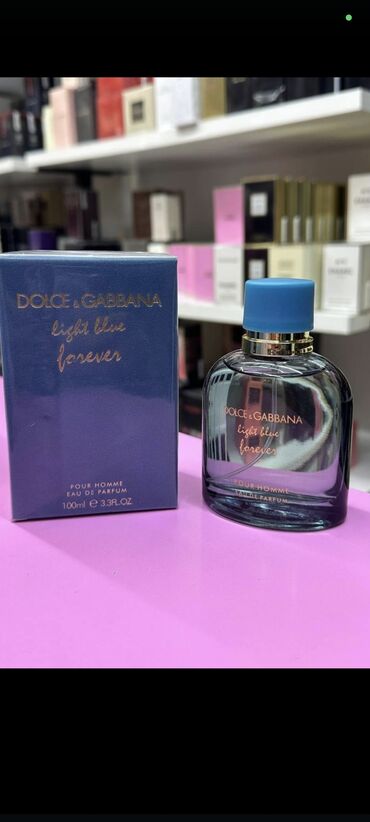 DOLCE & GABBANA
light blue
forever
POUR HOMME
EAU DE PARFUM
100ml e 3.3FL.OZ
DOLCE & GABBANA
light blue
forever
POUR HOMME
EAU DE PARFUM